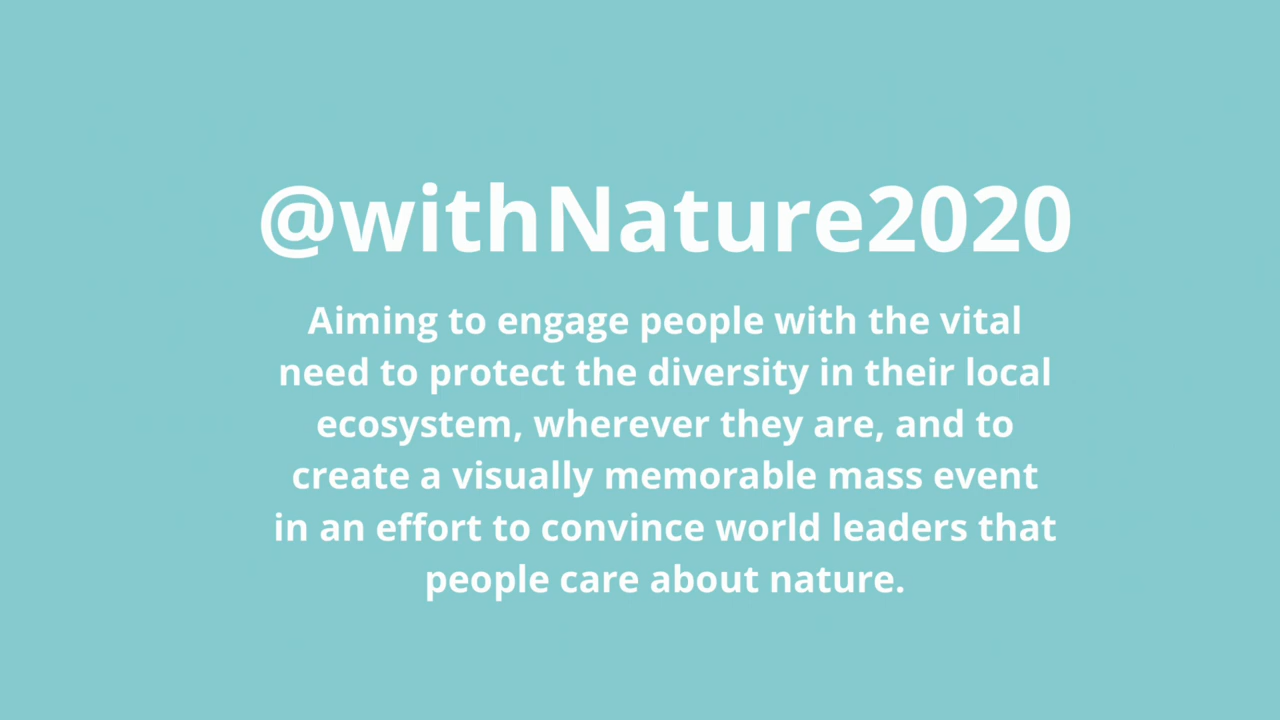 @withNature2020
Aiming to engage people with the vital
need to protect the diversity in their local
ecosystem, wherever they are, and to
create a visually memorable mass event
in an effort to convince world leaders that
people care about nature.